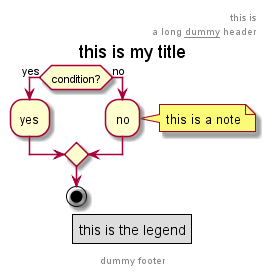 this is
a long dummy header
this is my title
yes
condition?
no
yes
no
this is a note
this is the legend
dummy footer